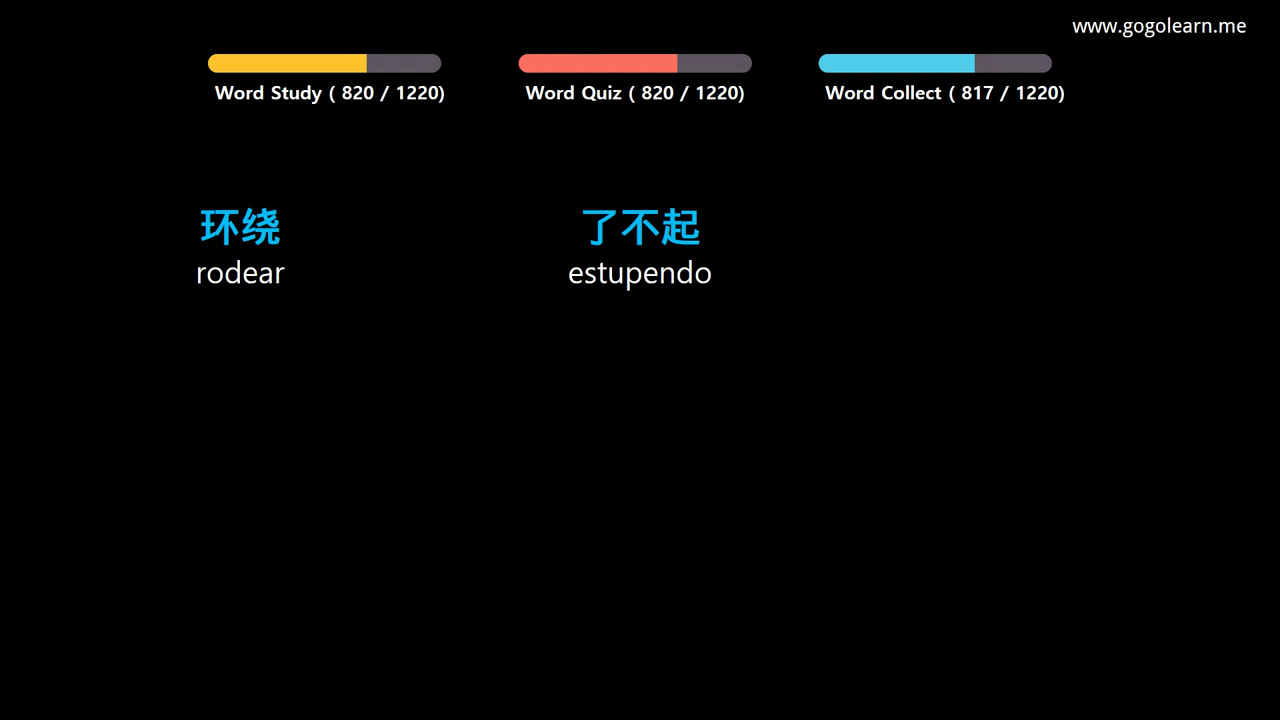 www.gogolearn.me
Word Study ( 820 / 1220)
Word Quiz ( 820 / 1220)
Word Collect ( 817 / 1220)
环绕
rodear
了不起
estupendo